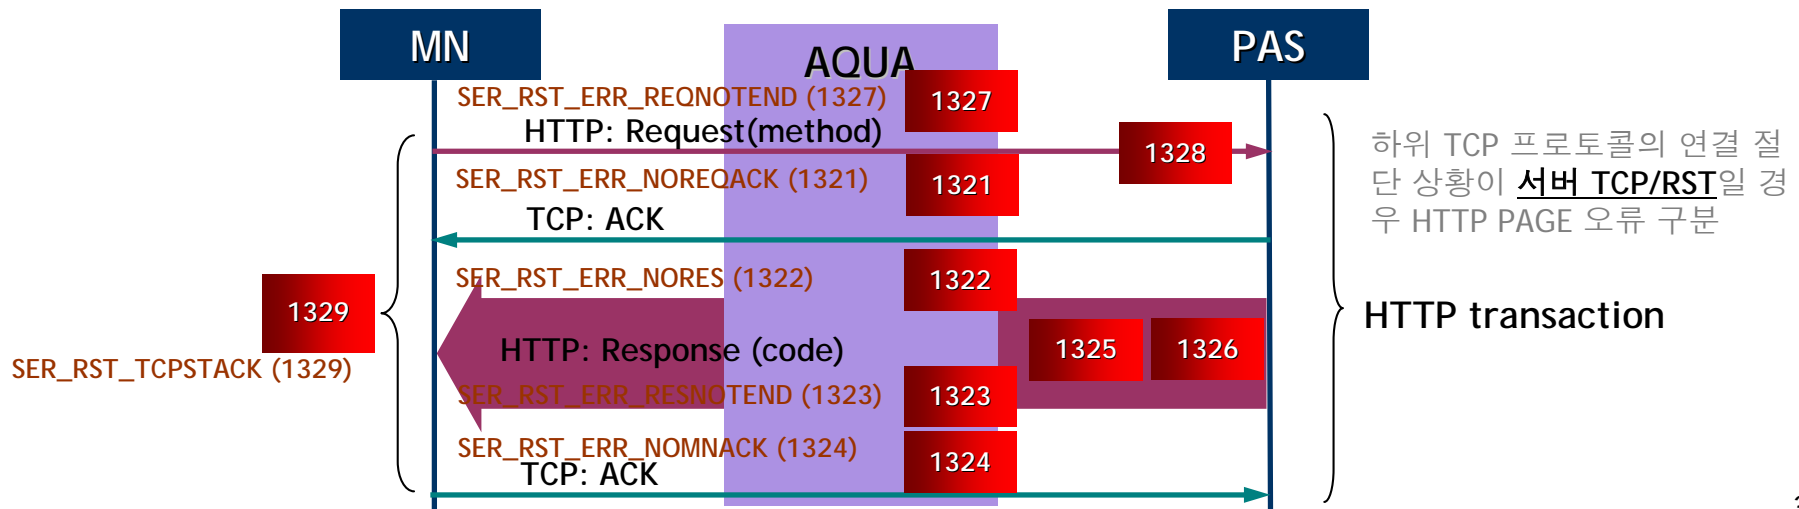 MN
AQUA
PAS
SER_RST_ERR_REQNOTEND (1327)
1327
HTTP: Request(method)
1328
SER_RST_ERR_NOREQACK (1321)
1321
TCP: ACK
하위 TCP 프로토콜의 연결 절
단 상황이 서버 TCP/RST일 경
우 HTTP PAGE 오류 구분
SER_RST_ERR_NORES (1322)
1322
1329
SER_RST_TCPSTACK (1329)
HTTP: Response (code)
1325
1326
HTTP transaction
SER_RST_ERR_RESNOTEND (1323)
1323
SER_RST_ERR_NOMNACK (1324)
1324
TCP: ACK